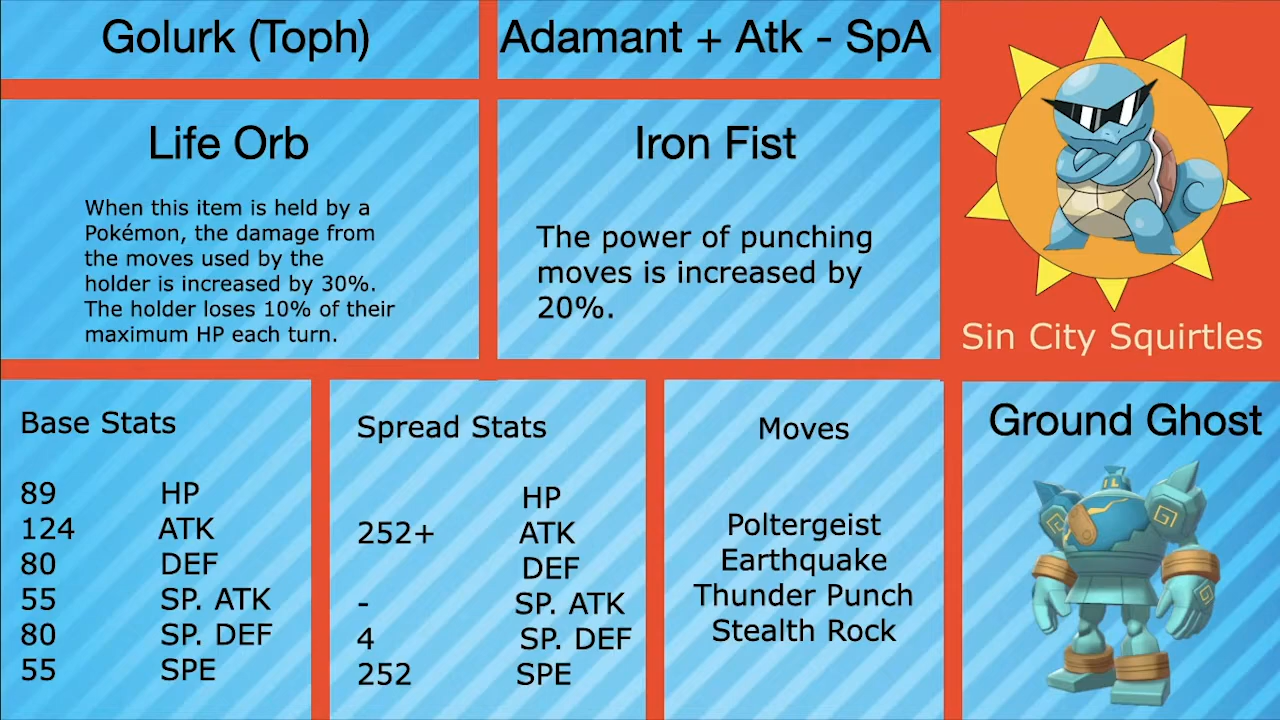 Golurk (Toph)
Adamant + Atk - SpA
Life Orb
When this item is held by a
Pokémon, the damage from
the moves used by the
holder is increased by 30%.
The holder loses 10% of their
maximum HP each turn.
Iron Fist
The power of punching
moves is increased by
20%.
Sin City Squirtles
Base Stats
89 HP
124 ATK
80 DEF
55 SP. ATK
80 SP. DEF
55 SPE
Spread Stats
HP
252+ ATK
DEF
- SP. ATK
4 SP. DEF
252 SPE
Moves
Poltergeist
Earthquake
Thunder Punch
Stealth Rock
Ground Ghost